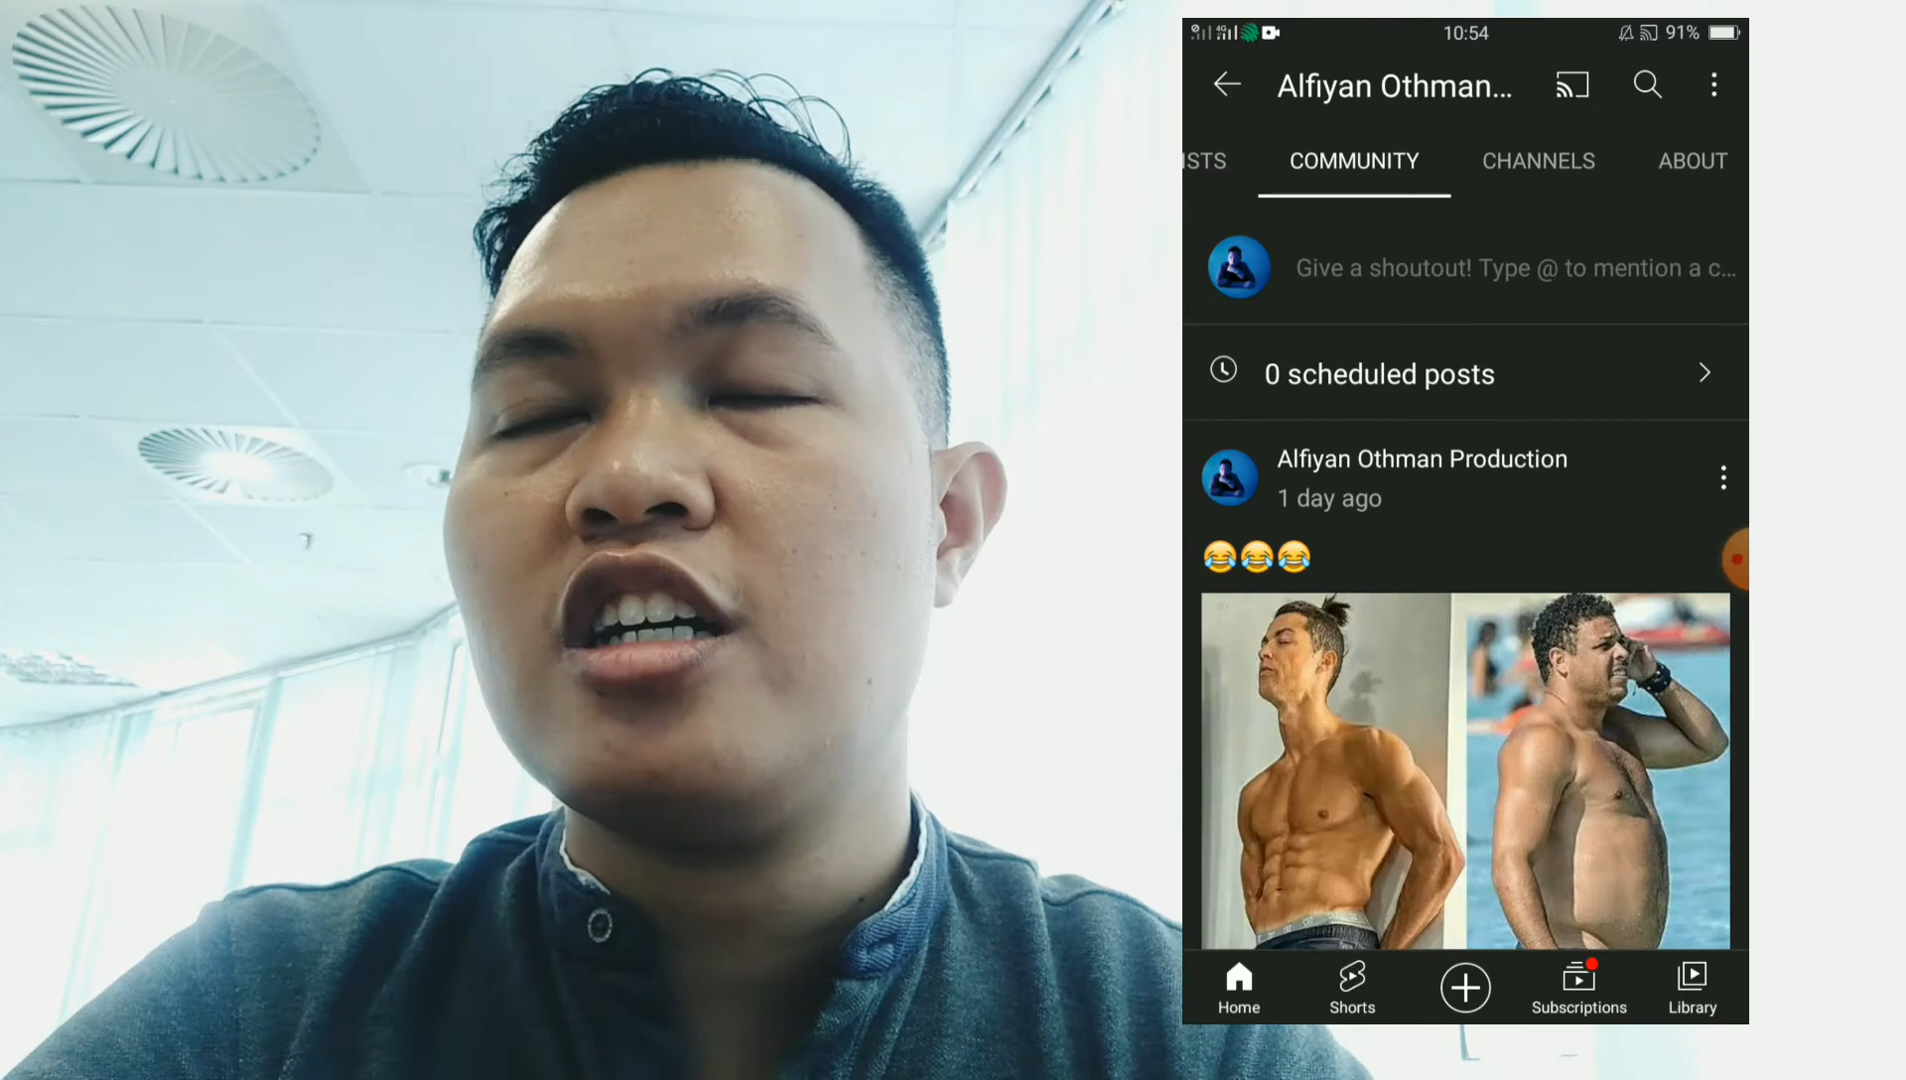 10:54
91%
Alfiyan Othman...
ISTS COMMUNITY CHANNELS ABOUT
Give a shoutout! Type @ to mention a c...
0 scheduled posts
Alfiyan Othman Production
1 day ago
Home Shorts Subscriptions Library